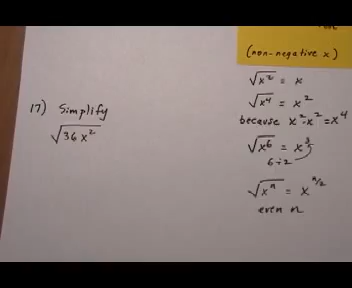 (non-negative x)
√x² = x
√x⁴ = x²
because x²·x² = x⁴
√x⁶ = x³
6÷2
√xⁿ = x^(n/2)
even n
17) Simplify
√36x²